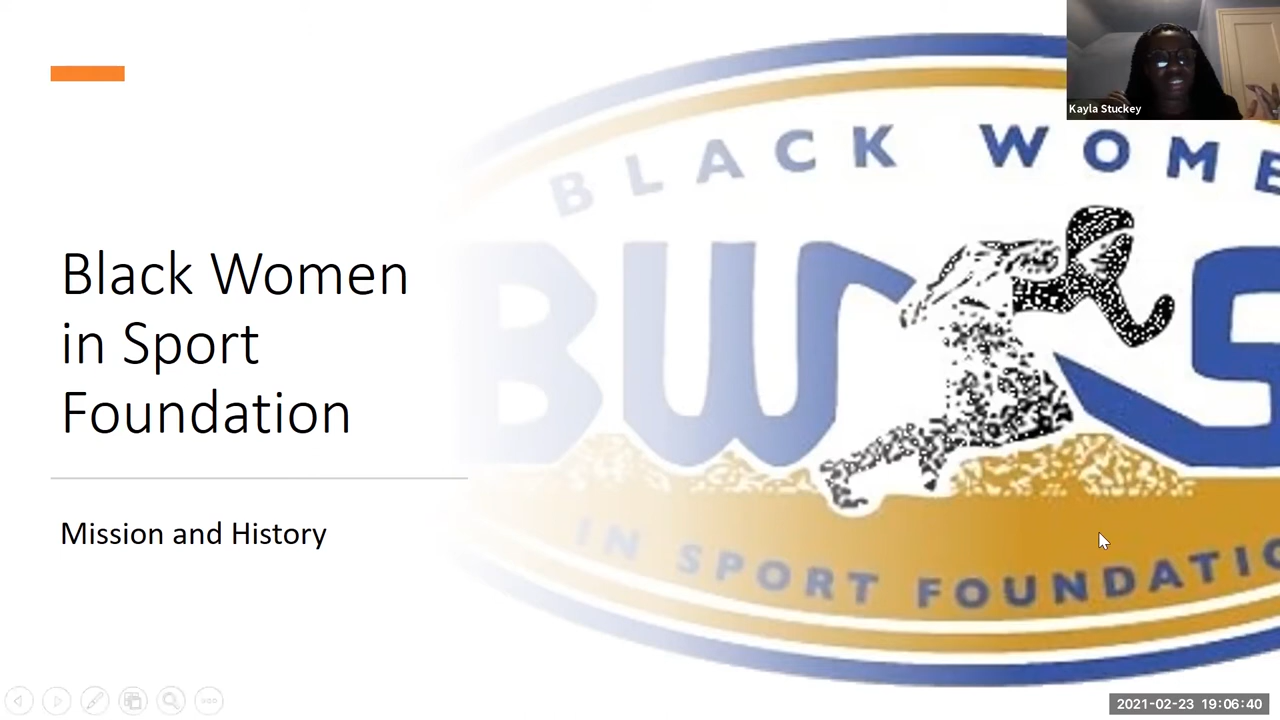 Kayla Stuckey
BLACK WOME
BWSF
Black Women
in Sport
Foundation
Mission and History
IN SPORT FOUNDATIO
2021-02-23 19:06:40